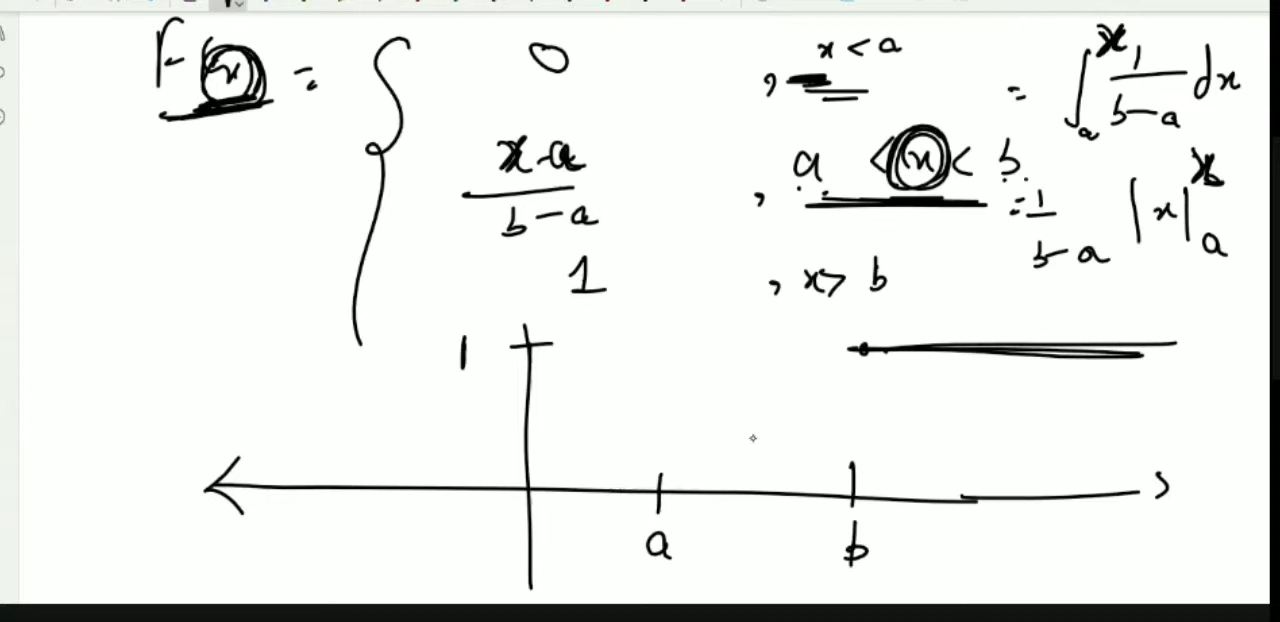 F(x) = { 0 , x < a = ∫ₐˣ 1/(b-a) dx
(x-a)/(b-a) , a < x < b = 1/(b-a) |x|ₐˣ
1 , x > b
1
a b